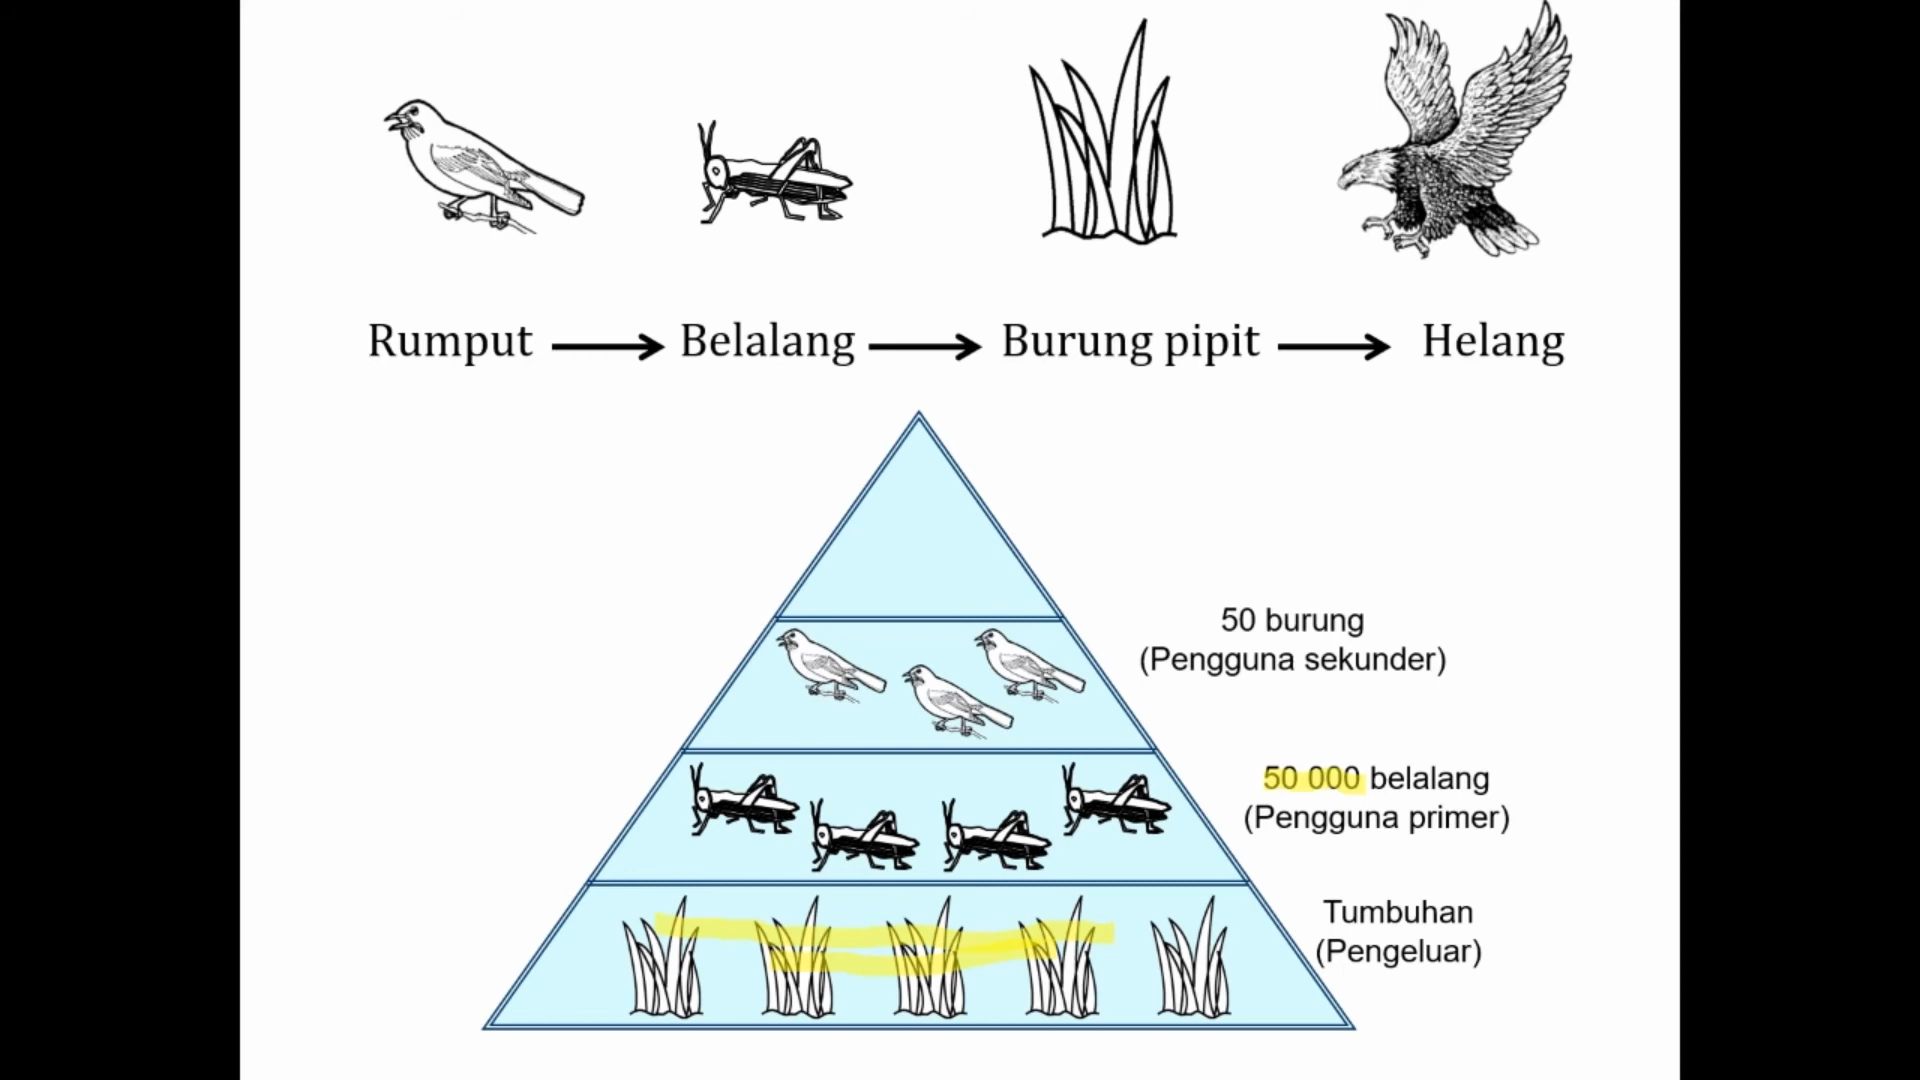 Rumput → Belalang → Burung pipit → Helang
50 burung
(Pengguna sekunder)
50 000 belalang
(Pengguna primer)
Tumbuhan
(Pengeluar)